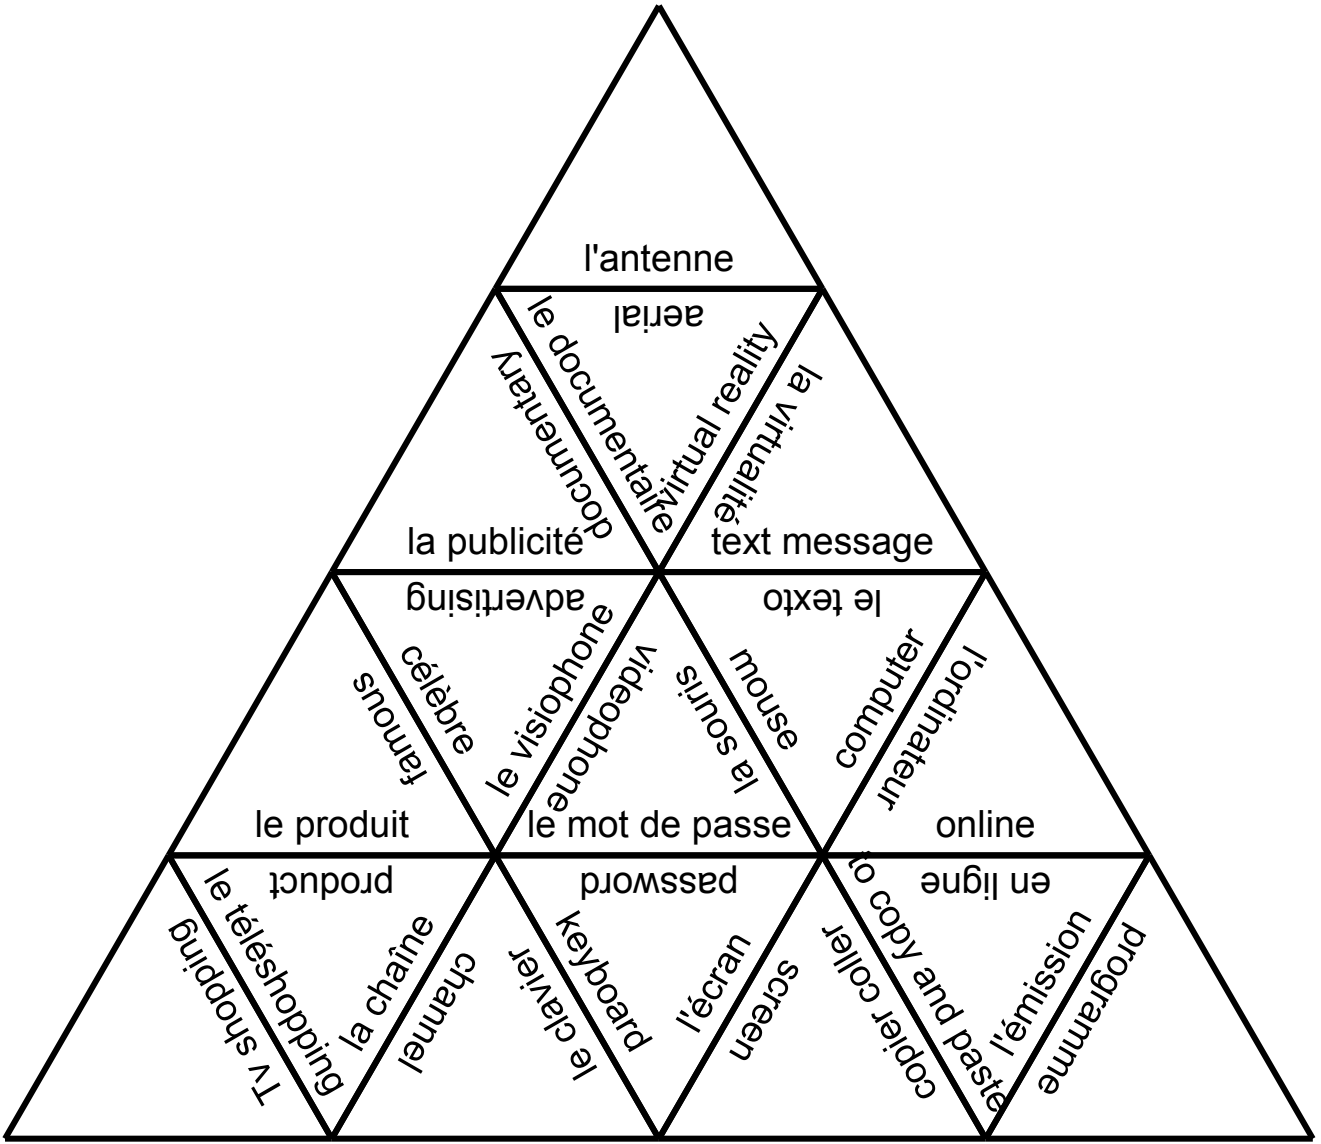 l'antenne
aerial
le documentaire
virtual reality
documentary
la virtualité
la publicité
text message
advertising
le texto
célèbre
le visiophone
famous
videophone
la souris
mouse
computer
l'ordinateur
le produit
le mot de passe
online
product
password
en ligne
le téléshopping
la chaîne
Tv shopping
channel
le clavier
keyboard
l'écran
screen
copier coller
to copy and paste
l'émission
programme